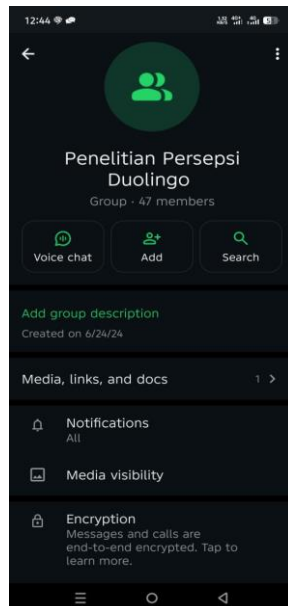 12:44
Penelitian Persepsi
Duolingo
Group · 47 members
Voice chat
Add
Search
Add group description
Created on 6/24/24
Media, links, and docs
1
Notifications
All
Media visibility
Encryption
Messages and calls are
end-to-end encrypted. Tap to
learn more.